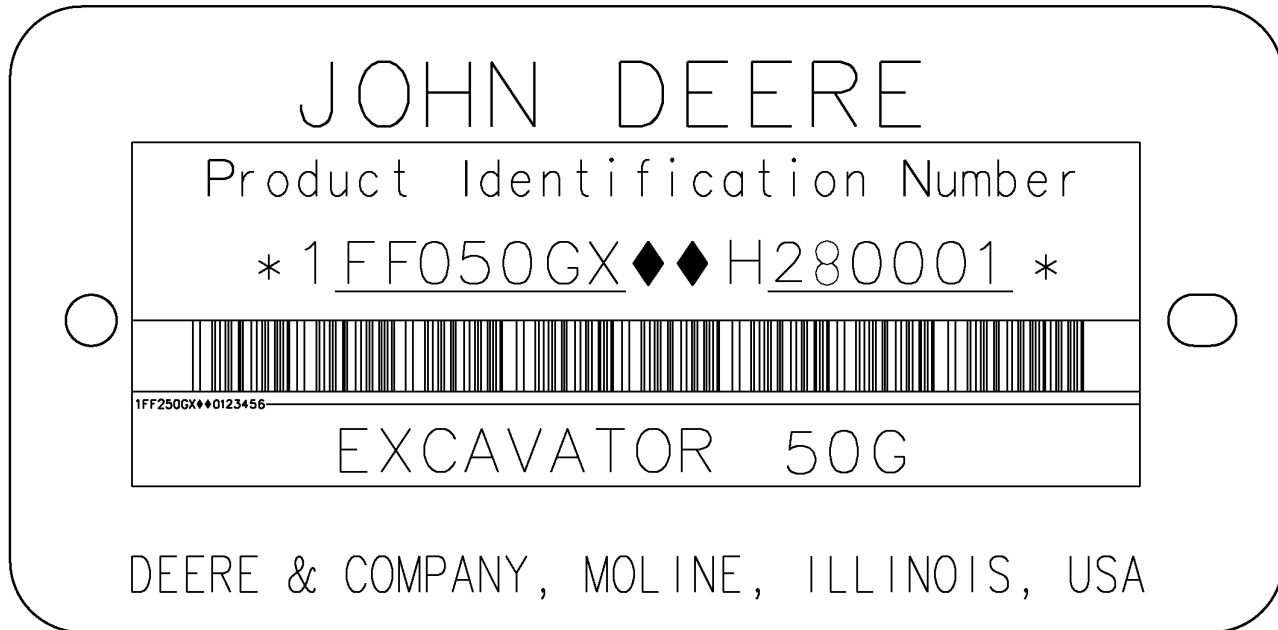 JOHN DEERE
Product Identification Number
*1FF050GX♦♦H280001*
1FF250GX♦♦0123456
EXCAVATOR 50G
DEERE & COMPANY, MOLINE, ILLINOIS, USA